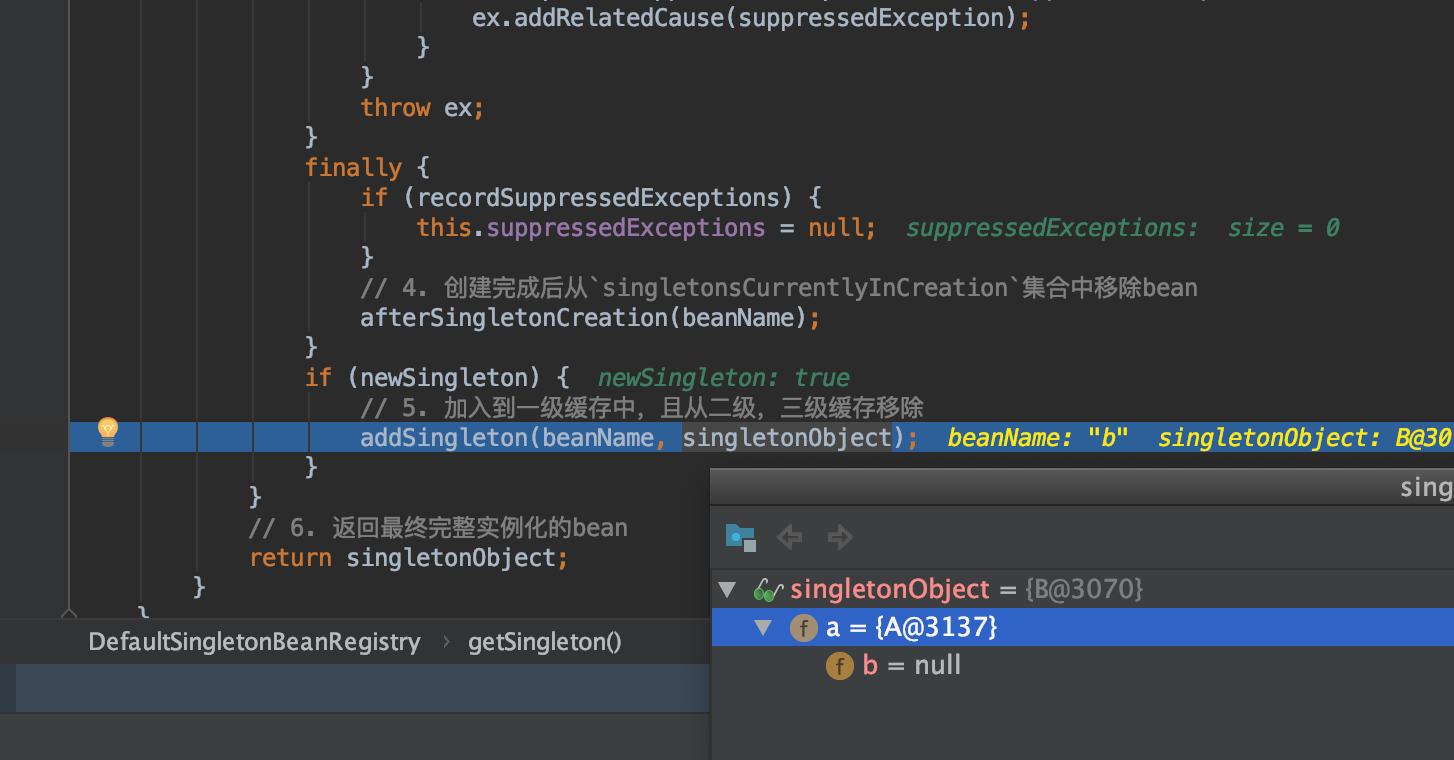 ex.addRelatedCause(suppressedException);
}
}
throw ex;
}
finally {
if (recordSuppressedExceptions) {
this.suppressedExceptions = null; suppressedExceptions: size = 0
}
// 4. 创建完成后从`singletonsCurrentlyInCreation`集合中移除bean
afterSingletonCreation(beanName);
}
if (newSingleton) { newSingleton: true
// 5. 加入到一级缓存中，且从二级，三级缓存移除
addSingleton(beanName, singletonObject); beanName: "b" singletonObject: B@30
}
}
// 6. 返回最终完整实例化的bean
return singletonObject;
}
sing
singletonObject = {B@3070}
f a = {A@3137}
f b = null
DefaultSingletonBeanRegistry › getSingleton()